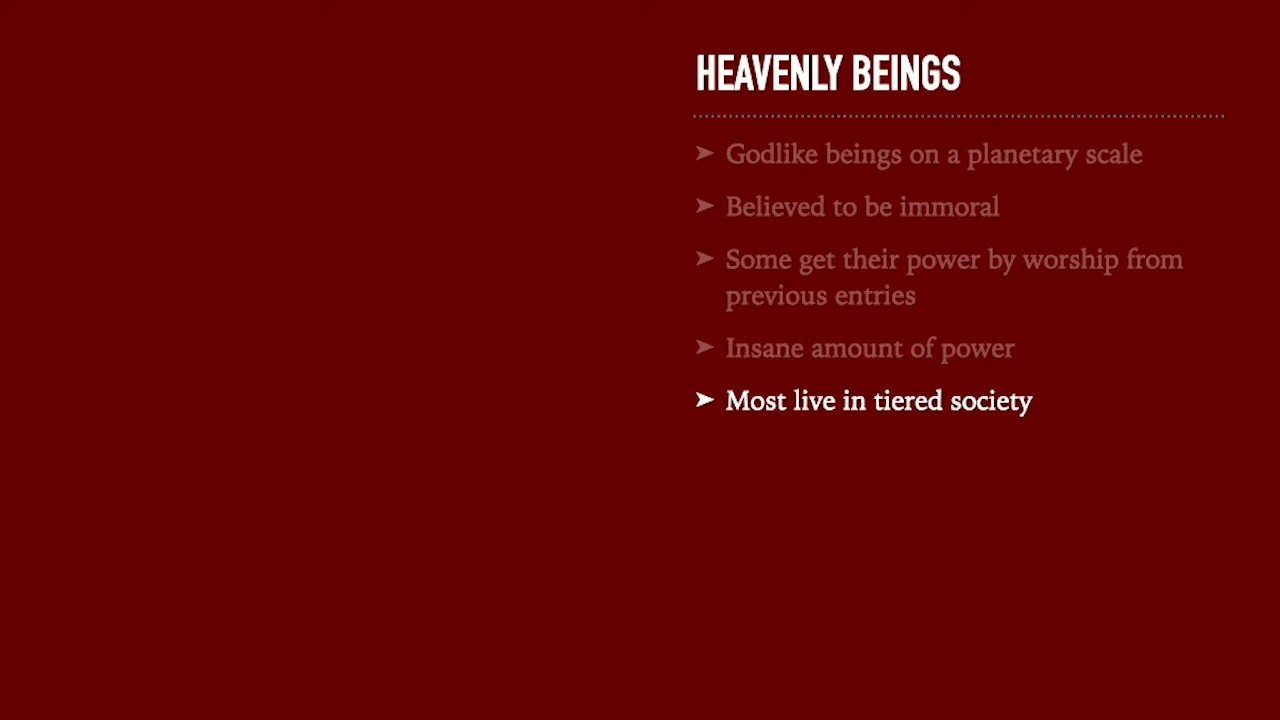 HEAVENLY BEINGS
➤ Godlike beings on a planetary scale
➤ Believed to be immoral
➤ Some get their power by worship from
previous entries
➤ Insane amount of power
➤ Most live in tiered society